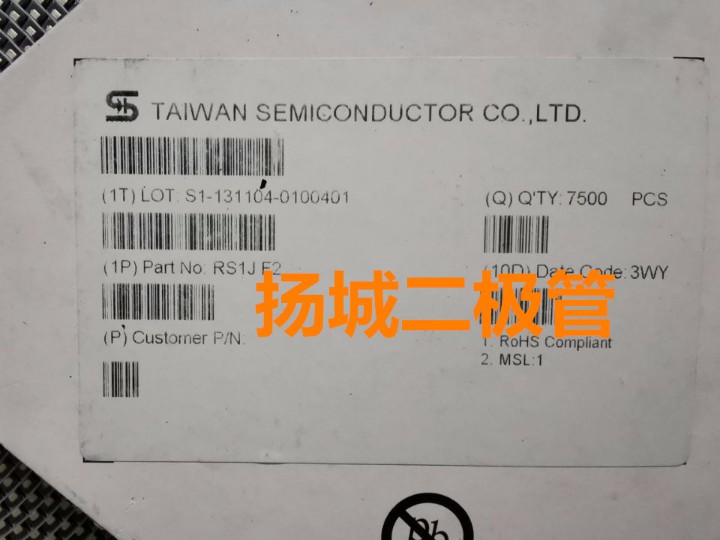 TAIWAN SEMICONDUCTOR CO.,LTD.
(1T) LOT: S1-131104-0100401
(Q) Q'TY: 7500 PCS
(1P) Part No: RS1J F2
(10D) Date Code: 3WY
扬城二极管
(P) Customer P/N:
1. RoHS Compliant
2. MSL:1
Pb